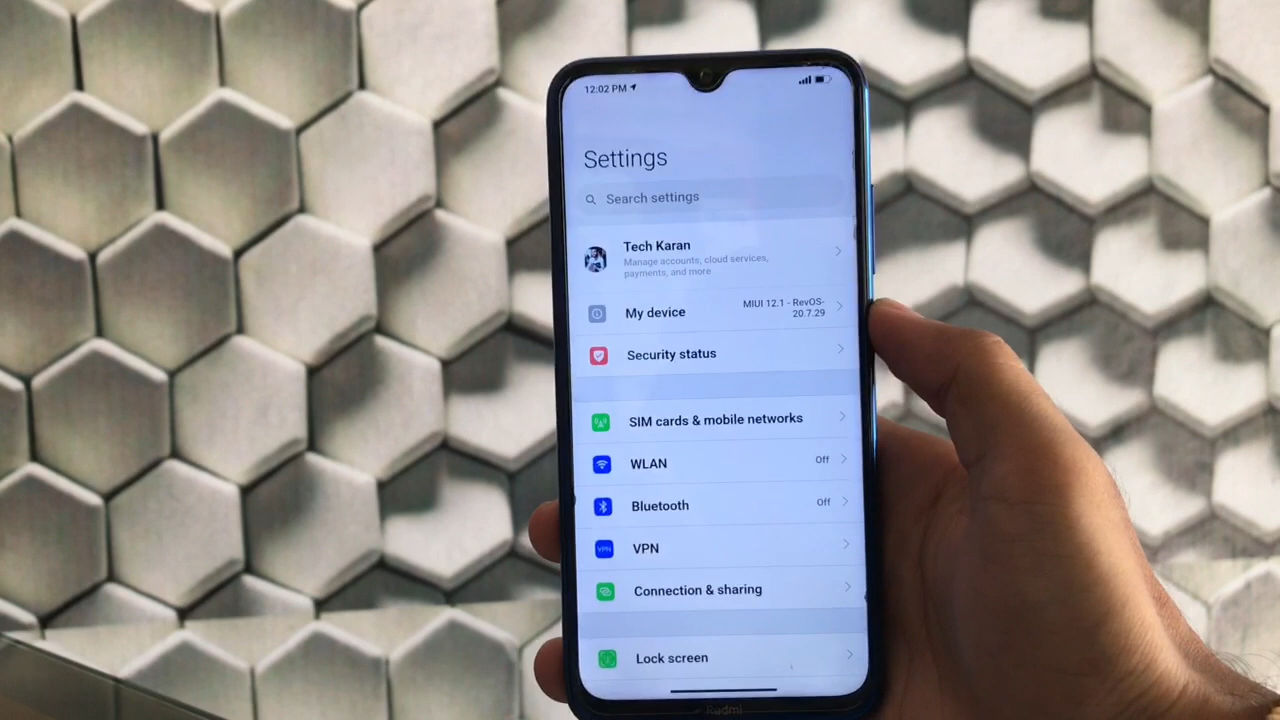 12:02 PM
Settings
Search settings
Tech Karan
Manage accounts, cloud services,
payments, and more
My device
MIUI 12.1 - RevOS-
20.7.29
Security status
SIM cards & mobile networks
WLAN
Off
Bluetooth
Off
VPN
VPN
Connection & sharing
Lock screen
Redmi